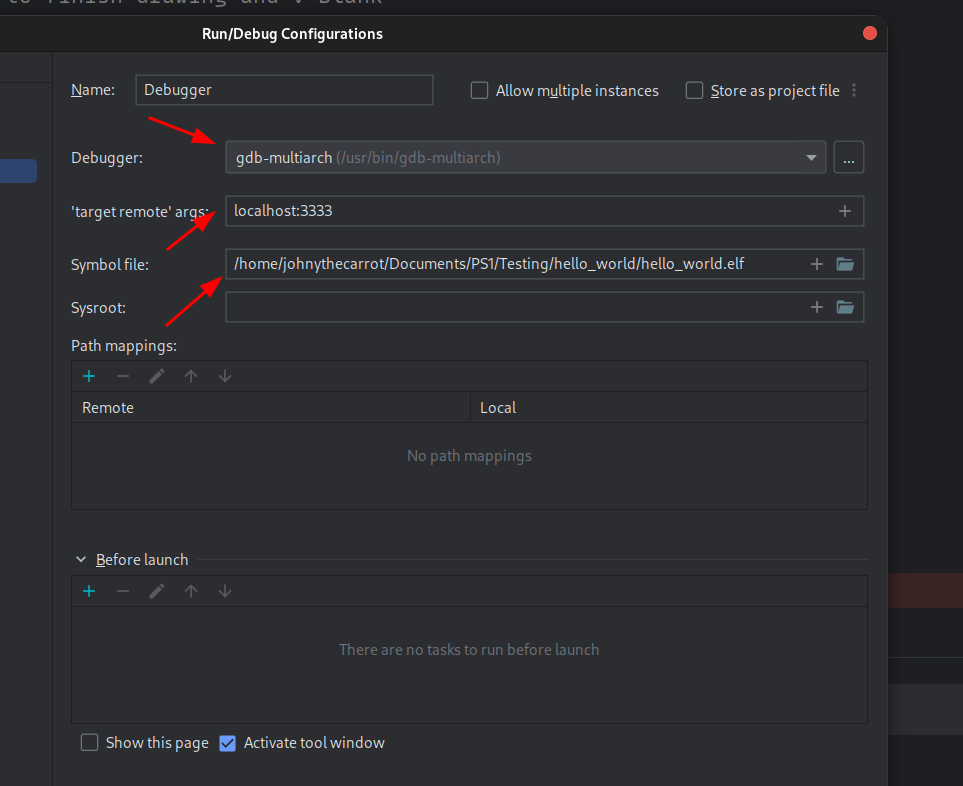 to finish drawing and V-blank
Run/Debug Configurations
Name: Debugger Allow multiple instances Store as project file
Debugger: gdb-multiarch (/usr/bin/gdb-multiarch) ...
'target remote' args: localhost:3333
Symbol file: /home/johnythecarrot/Documents/PS1/Testing/hello_world/hello_world.elf
Sysroot:
Path mappings:
Remote Local
No path mappings
Before launch
There are no tasks to run before launch
Show this page Activate tool window